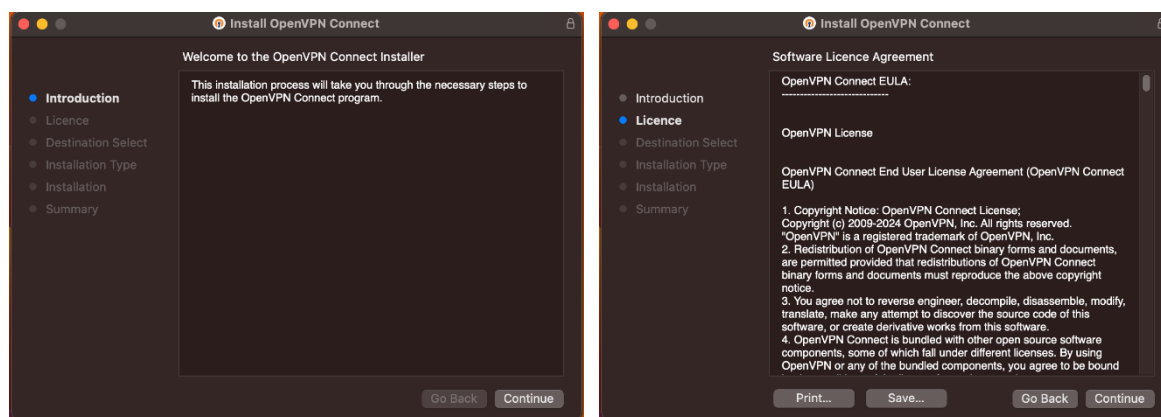 Install OpenVPN Connect
Welcome to the OpenVPN Connect Installer
Introduction
Licence
Destination Select
Installation Type
Installation
Summary
This installation process will take you through the necessary steps to
install the OpenVPN Connect program.
Go Back
Continue
Install OpenVPN Connect
Software Licence Agreement
Introduction
Licence
Destination Select
Installation Type
Installation
Summary
OpenVPN Connect EULA:
-----------------------------
OpenVPN License
OpenVPN Connect End User License Agreement (OpenVPN Connect
EULA)
1. Copyright Notice: OpenVPN Connect License;
Copyright (c) 2009-2024 OpenVPN, Inc. All rights reserved.
"OpenVPN" is a registered trademark of OpenVPN, Inc.
2. Redistribution of OpenVPN Connect binary forms and documents,
are permitted provided that redistributions of OpenVPN Connect
binary forms and documents must reproduce the above copyright
notice.
3. You agree not to reverse engineer, decompile, disassemble, modify,
translate, make any attempt to discover the source code of this
software, or create derivative works from this software.
4. OpenVPN Connect is bundled with other open source software
components, some of which fall under different licenses. By using
OpenVPN or any of the bundled components, you agree to be bound
Print...
Save...
Go Back
Continue